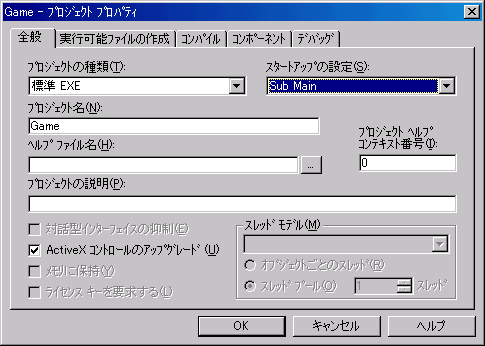 Game - ﾌﾟﾛｼﾞｪｸﾄ ﾌﾟﾛﾊﾟﾃｨ
全般 実行可能ファイルの作成 ｺﾝﾊﾟｲﾙ ｺﾝﾎﾟｰﾈﾝﾄ ﾃﾞﾊﾞｯｸﾞ
ﾌﾟﾛｼﾞｪｸﾄの種類(T):
標準 EXE
ｽﾀｰﾄｱｯﾌﾟの設定(S):
Sub Main
ﾌﾟﾛｼﾞｪｸﾄ名(N):
Game
ﾍﾙﾌﾟ ﾌｧｲﾙ名(H):
...
ﾌﾟﾛｼﾞｪｸﾄ ﾍﾙﾌﾟ
ｺﾝﾃｷｽﾄ番号(I):
0
ﾌﾟﾛｼﾞｪｸﾄの説明(P):
対話型ｲﾝﾀｰﾌｪｲｽの抑制(E)
ActiveX ｺﾝﾄﾛｰﾙのｱｯﾌﾟｸﾞﾚｰﾄﾞ(U)
ﾒﾓﾘに保持(Y)
ﾗｲｾﾝｽ ｷｰを要求する(L)
ｽﾚｯﾄﾞ ﾓﾃﾞﾙ(M)
ｵﾌﾞｼﾞｪｸﾄごとのｽﾚｯﾄﾞ(R)
ｽﾚｯﾄﾞ ﾌﾟｰﾙ(O) 1 ｽﾚｯﾄﾞ
OK キャンセル ヘルプ